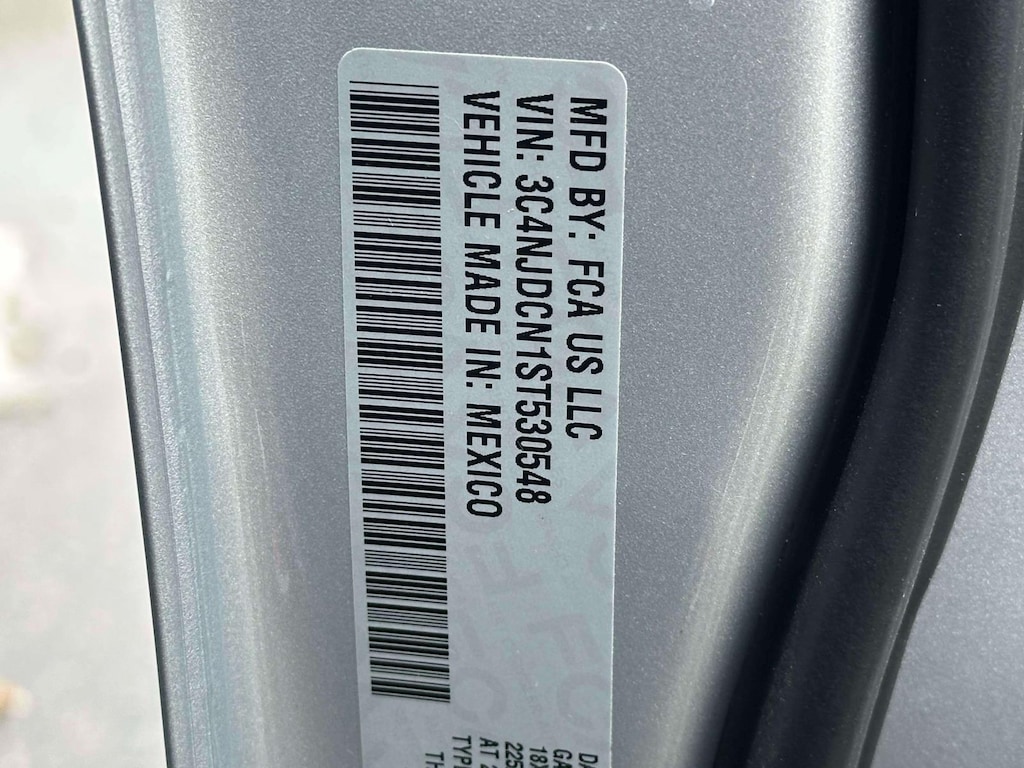 MFD BY: FCA US LLC
VIN: 3C4NJDCN1ST530548
VEHICLE MADE IN: MEXICO